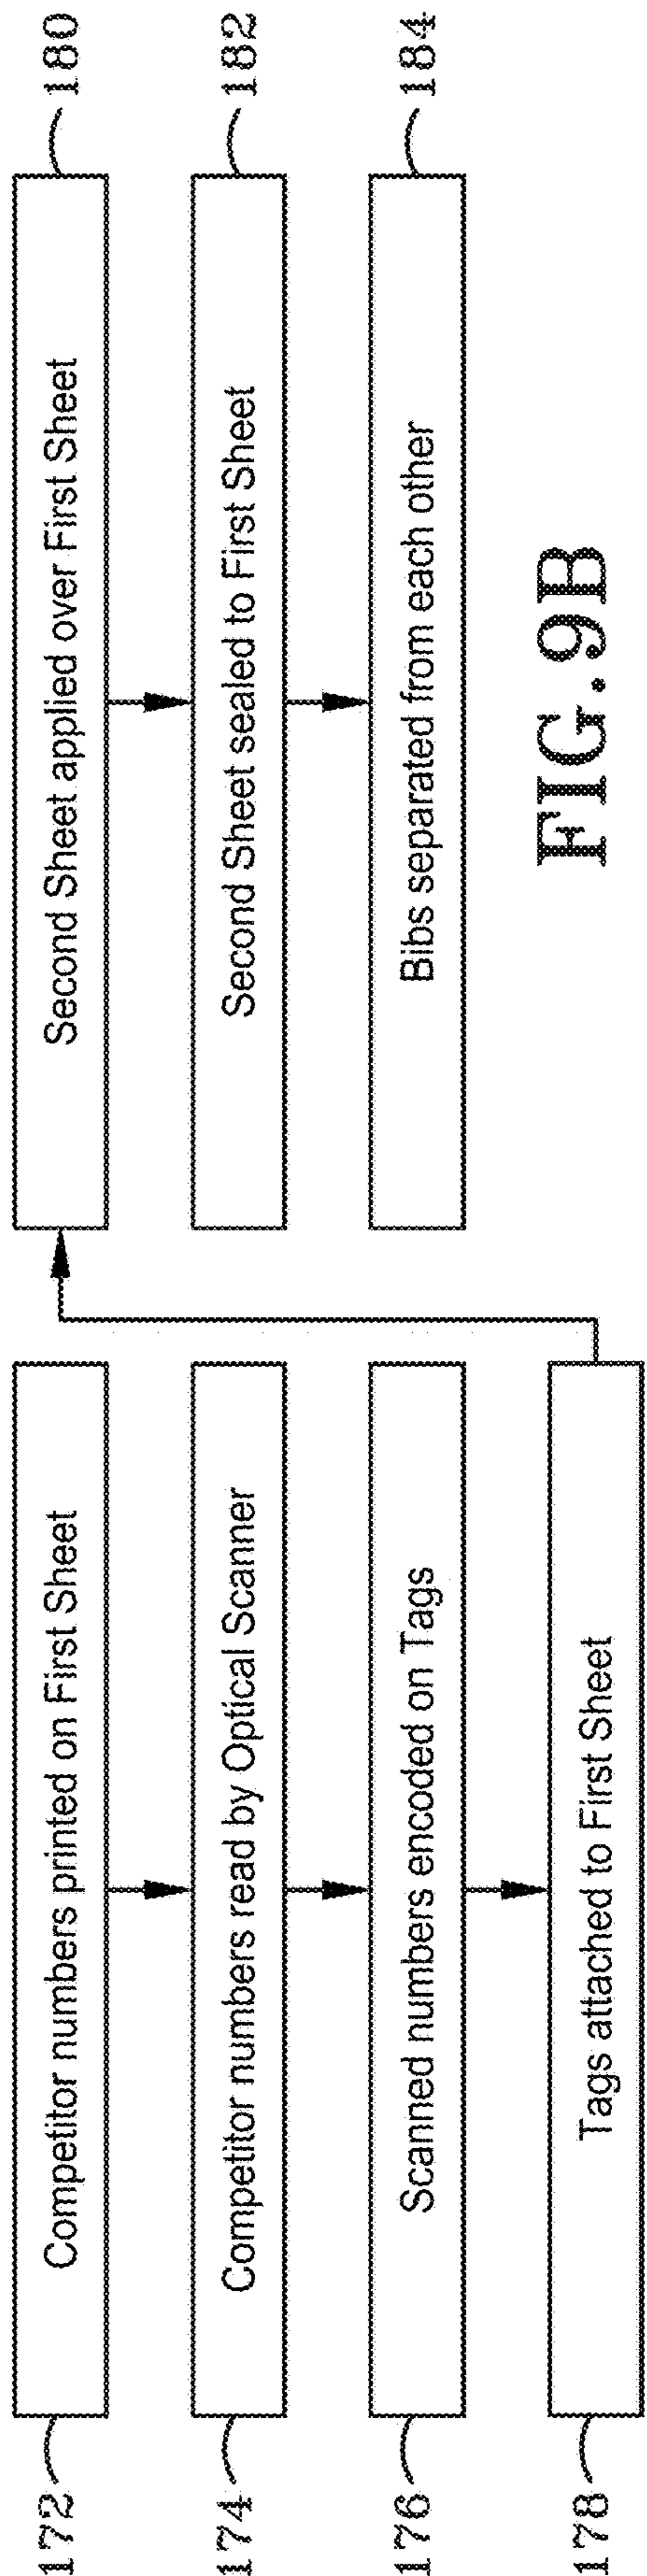 172
Competitor numbers printed on First Sheet
174
Competitor numbers read by Optical Scanner
176
Scanned numbers encoded on Tags
178
Tags attached to First Sheet
Second Sheet applied over First Sheet
180
Second Sheet sealed to First Sheet
182
Bibs separated from each other
184
FIG.9B